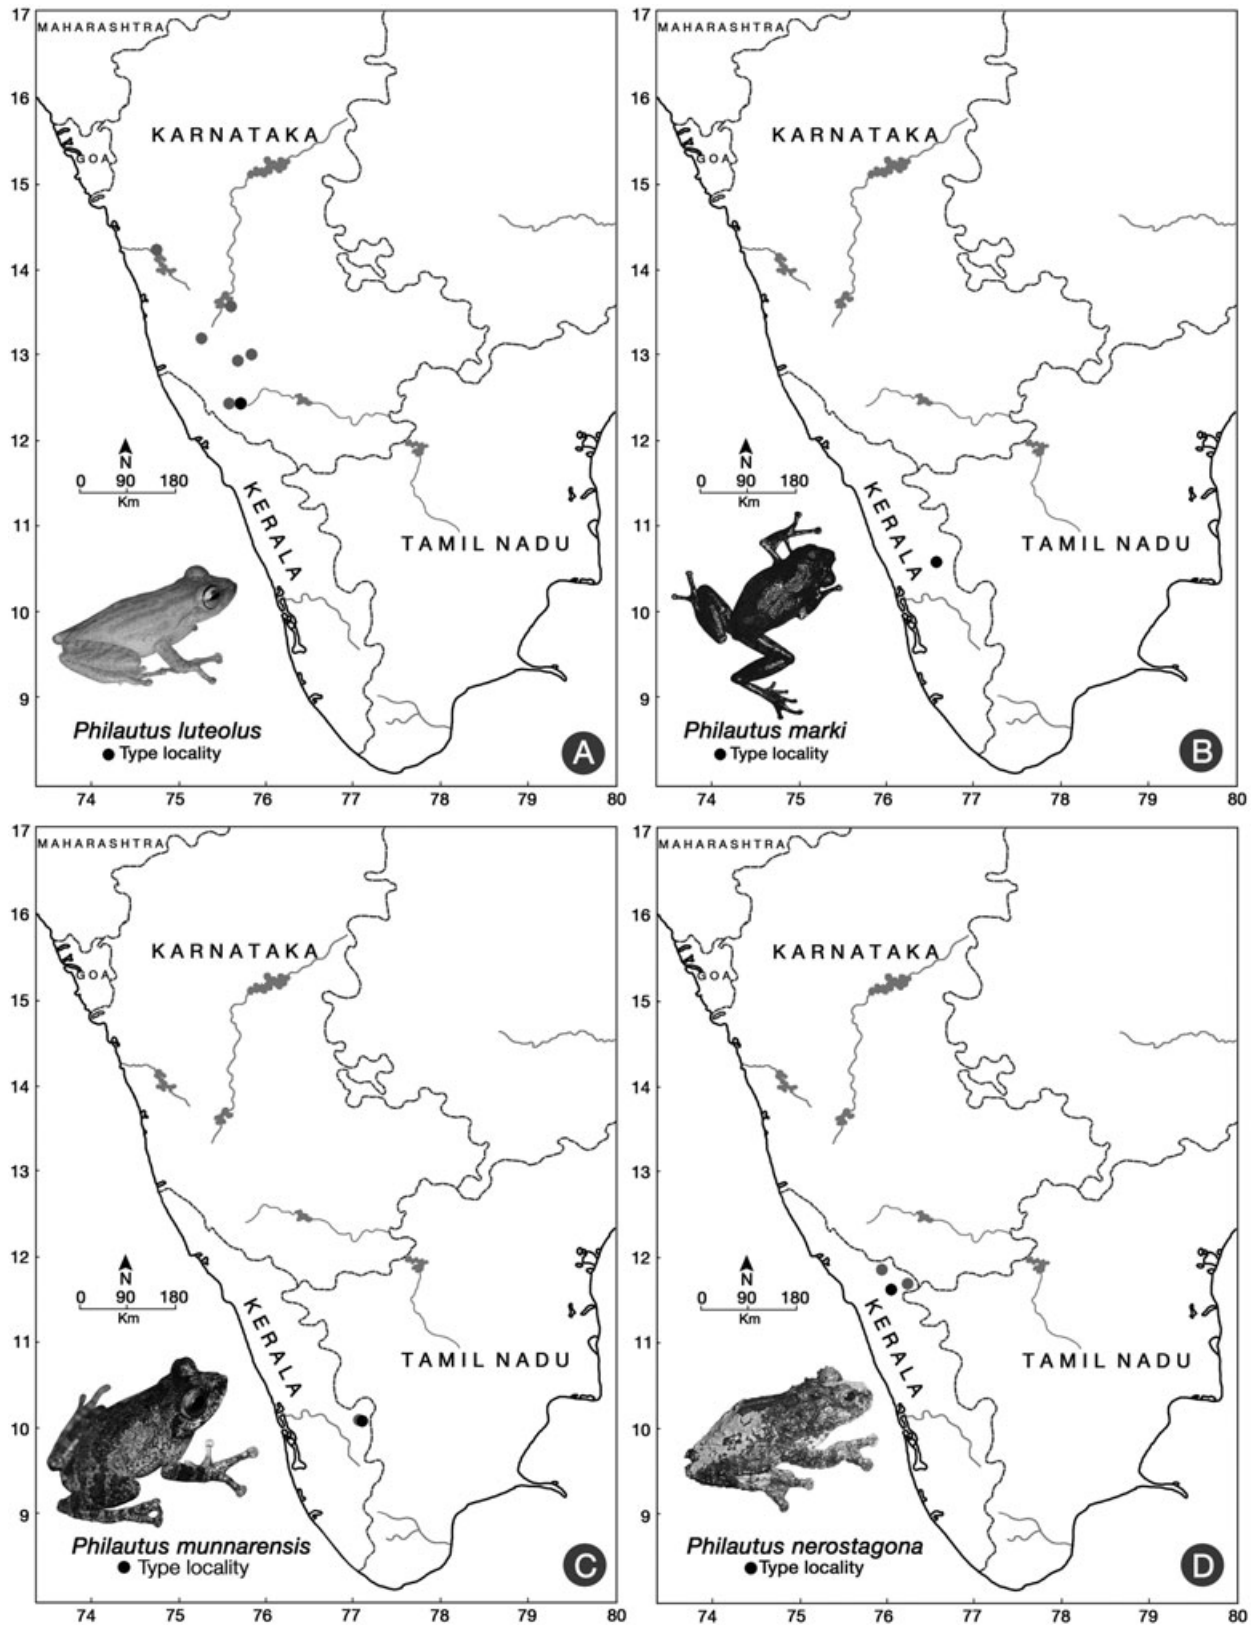 17
MAHARASHTRA
16
KARNATAKA
GOA
15
14
13
12
N
0 90 180
Km
11
KERALA
TAMIL NADU
10
9
Philautus luteolus
Type locality
A
74 75 76 77 78 79 80
17
MAHARASHTRA
16
KARNATAKA
GOA
15
14
13
12
N
0 90 180
Km
11
KERALA
TAMIL NADU
10
9
Philautus marki
Type locality
B
74 75 76 77 78 79 80
17
MAHARASHTRA
16
KARNATAKA
GOA
15
14
13
12
N
0 90 180
Km
11
KERALA
TAMIL NADU
10
9
Philautus munnarensis
Type locality
C
74 75 76 77 78 79 80
17
MAHARASHTRA
16
KARNATAKA
GOA
15
14
13
12
N
0 90 180
Km
11
KERALA
TAMIL NADU
10
9
Philautus nerostagona
Type locality
D
74 75 76 77 78 79 80